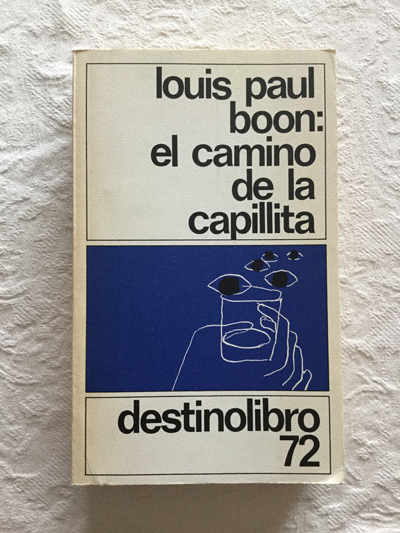 louis paul
boon:
el camino
de la
capillita
destinolibro
72